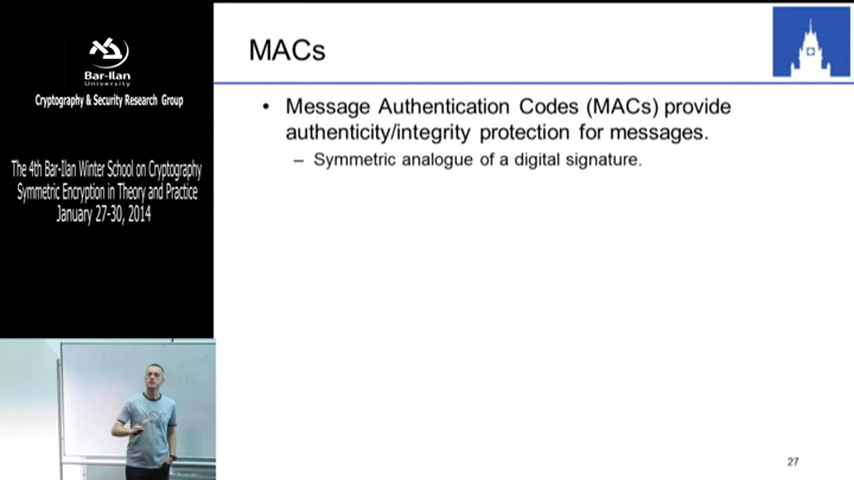 Bar-Ilan
University
Cryptography & Security Research Group
The 4th Bar-Ilan Winter School on Cryptography
Symmetric Encryption in Theory and Practice
January 27-30, 2014
MACs
• Message Authentication Codes (MACs) provide
authenticity/integrity protection for messages.
– Symmetric analogue of a digital signature.
27